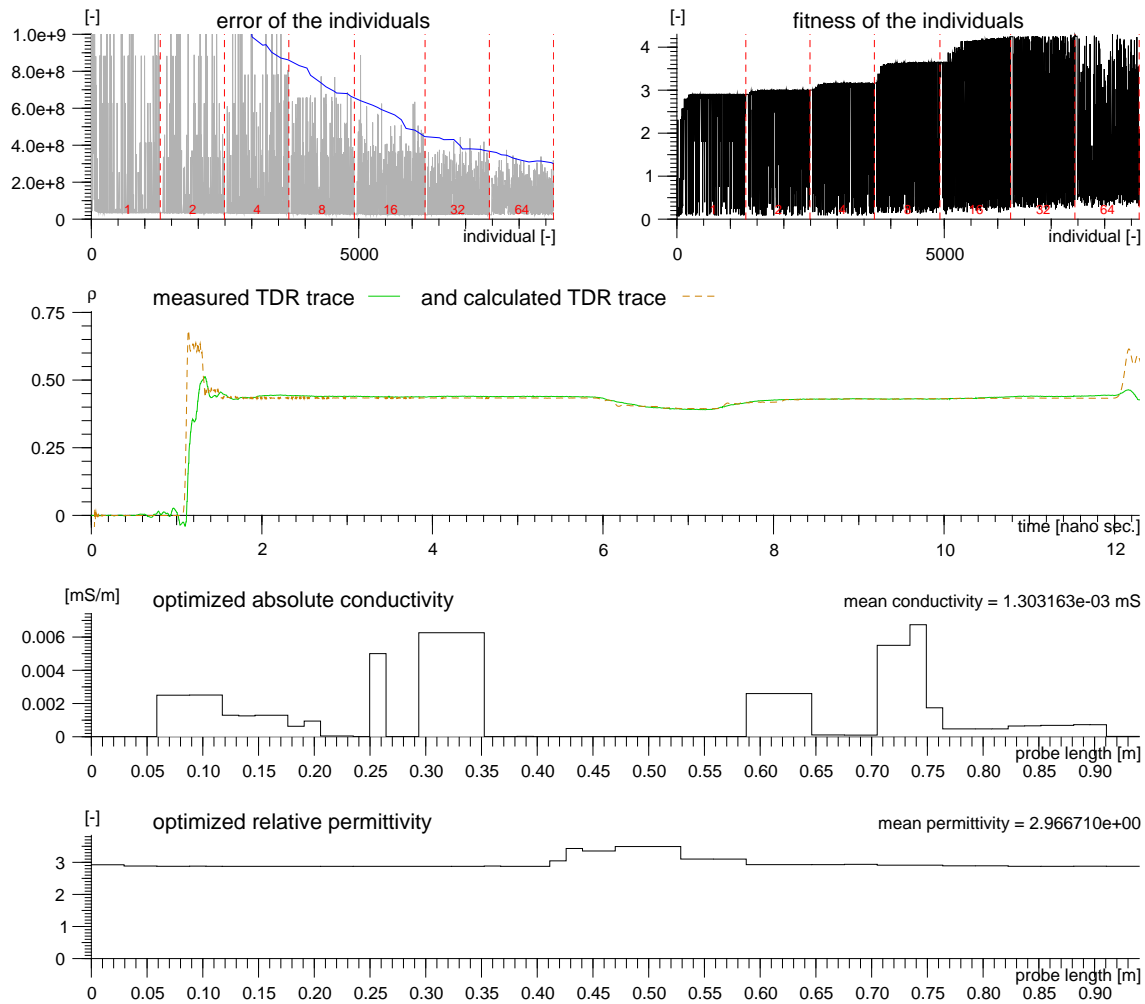 [-] error of the individuals
1.0e+9
8.0e+8
6.0e+8
4.0e+8
2.0e+8
0
1 2 4 8 16 32 64
individual [-]
0 5000
[-] fitness of the individuals
4
3
2
1
0
1 2 4 8 16 32 64
individual [-]
0 5000
ρ measured TDR trace and calculated TDR trace
0.75
0.50
0.25
0
time [nano sec.]
0 2 4 6 8 10 12
[mS/m] optimized absolute conductivity mean conductivity = 1.303163e-03 mS
0.006
0.004
0.002
0
probe length [m]
0 0.05 0.10 0.15 0.20 0.25 0.30 0.35 0.40 0.45 0.50 0.55 0.60 0.65 0.70 0.75 0.80 0.85 0.90
[-] optimized relative permittivity mean permittivity = 2.966710e+00
3
2
1
0
probe length [m]
0 0.05 0.10 0.15 0.20 0.25 0.30 0.35 0.40 0.45 0.50 0.55 0.60 0.65 0.70 0.75 0.80 0.85 0.90